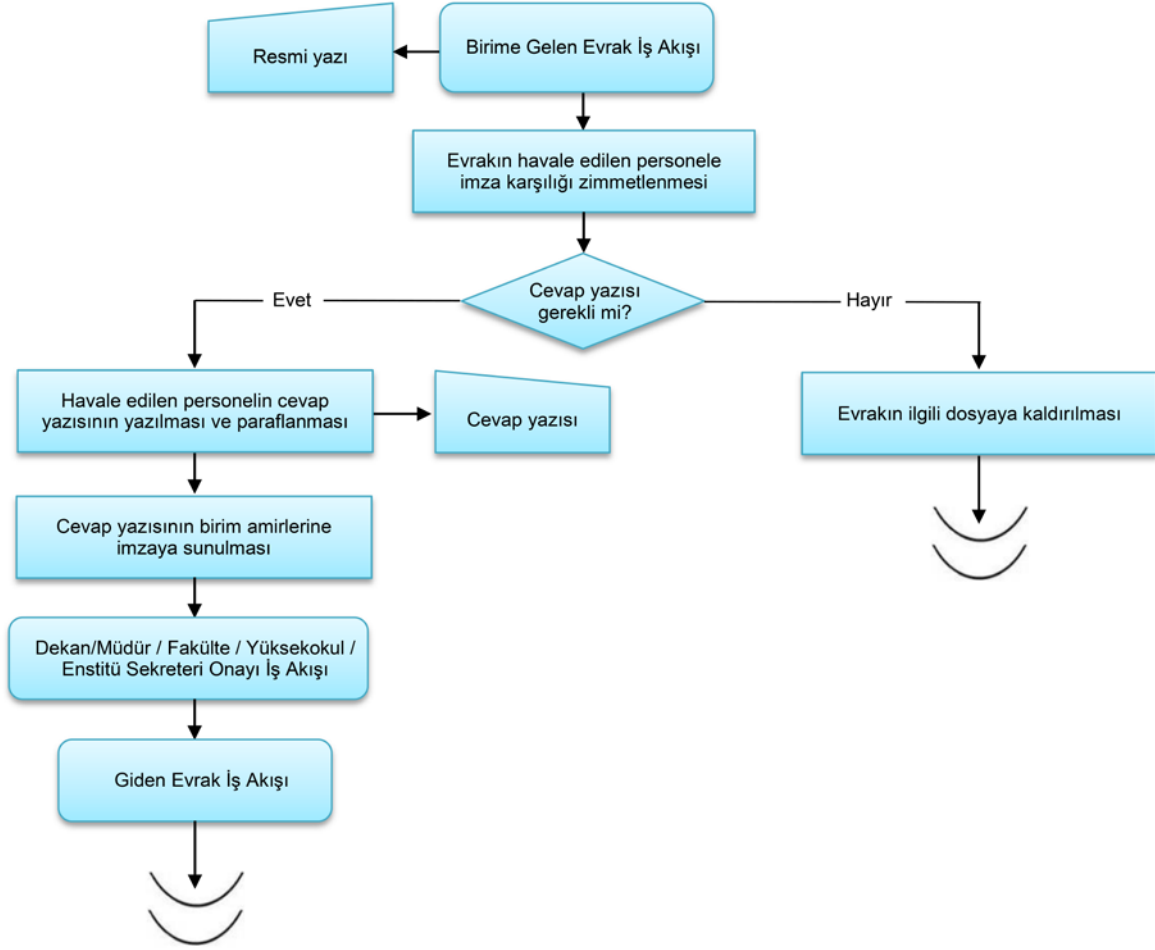 Resmi yazı
Birime Gelen Evrak İş Akışı
Evrakın havale edilen personele
imza karşılığı zimmetlenmesi
Cevap yazısı
gerekli mi?
Evet
Hayır
Havale edilen personelin cevap
yazısının yazılması ve paraflanması
Cevap yazısı
Evrakın ilgili dosyaya kaldırılması
Cevap yazısının birim amirlerine
imzaya sunulması
Dekan/Müdür / Fakülte / Yüksekokul /
Enstitü Sekreteri Onayı İş Akışı
Giden Evrak İş Akışı